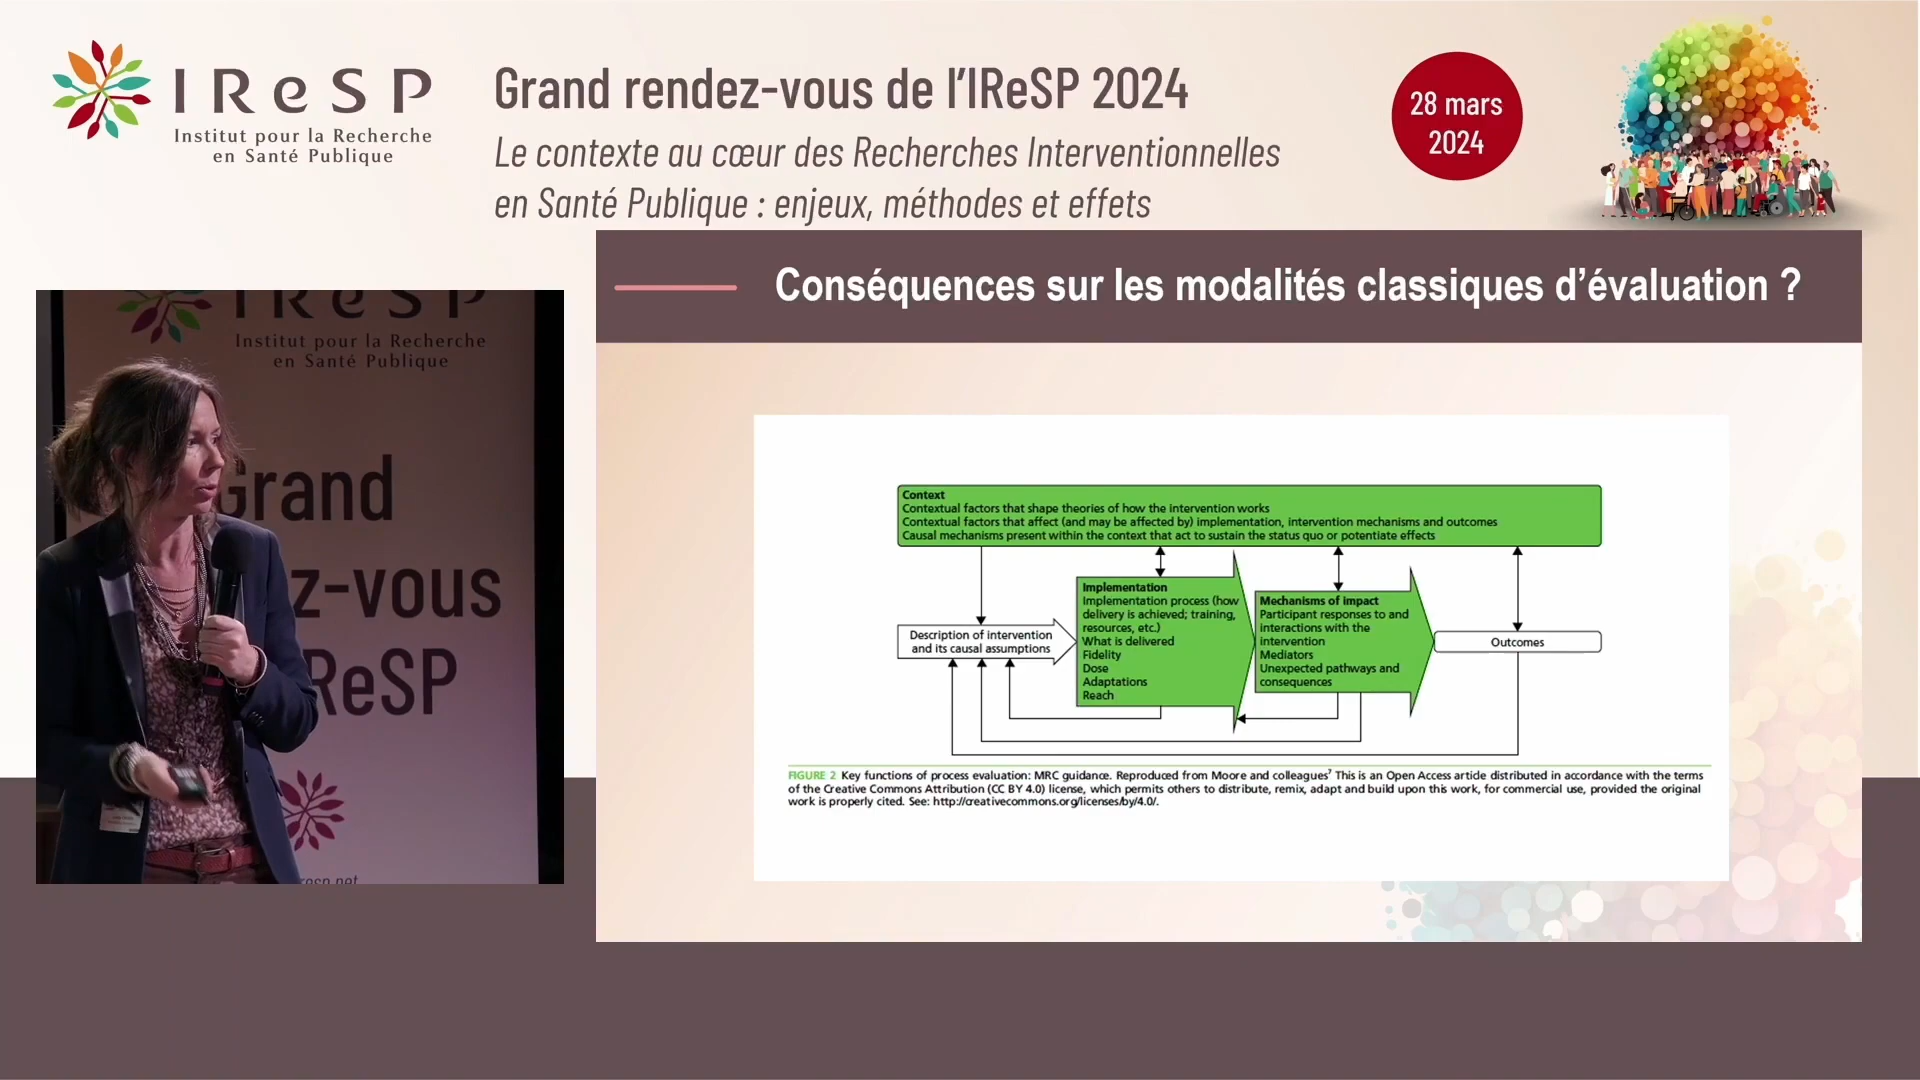 IReSP
Institut pour la Recherche
en Santé Publique
Grand rendez-vous de l'IReSP 2024
Le contexte au cœur des Recherches Interventionnelles
en Santé Publique : enjeux, méthodes et effets
28 mars
2024
IReSP
Institut pour la Recherche
en Santé Publique
Grand
z-vous
ReSP
resp.net
Conséquences sur les modalités classiques d'évaluation ?
Context
Contextual factors that shape theories of how the intervention works
Contextual factors that affect (and may be affected by) implementation, intervention mechanisms and outcomes
Causal mechanisms present within the context that act to sustain the status quo or potentiate effects
Description of intervention
and its causal assumptions
Implementation
Implementation process (how
delivery is achieved; training,
resources, etc.)
What is delivered
Fidelity
Dose
Adaptations
Reach
Mechanisms of impact
Participant responses to and
interactions with the
intervention
Mediators
Unexpected pathways and
consequences
Outcomes
FIGURE 2 Key functions of process evaluation: MRC guidance. Reproduced from Moore and colleagues⁷ This is an Open Access article distributed in accordance with the terms
of the Creative Commons Attribution (CC BY 4.0) license, which permits others to distribute, remix, adapt and build upon this work, for commercial use, provided the original
work is properly cited. See: http://creativecommons.org/licenses/by/4.0/.